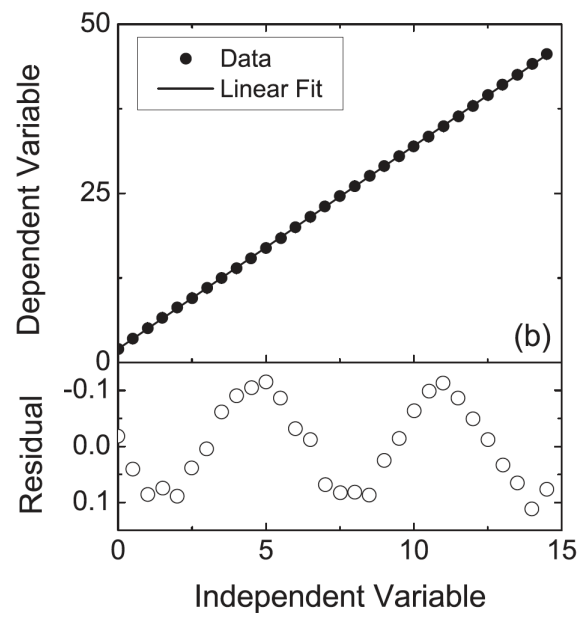 50
Data
Linear Fit
Dependent Variable
25
(b)
0
-0.1
Residual
0.0
0.1
0 5 10 15
Independent Variable